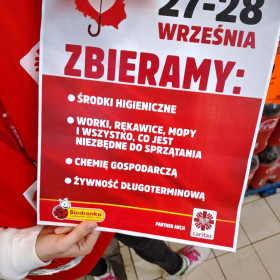 27-28
WRZEŚNIA
ZBIERAMY:
• ŚRODKI HIGIENICZNE
• WORKI, RĘKAWICE, MOPY
I WSZYSTKO, CO JEST
NIEZBĘDNE DO SPRZĄTANIA
• CHEMIĘ GOSPODARCZĄ
• ŻYWNOŚĆ DŁUGOTERMINOWĄ
Biedronka
PARTNER AKCJI
caritas